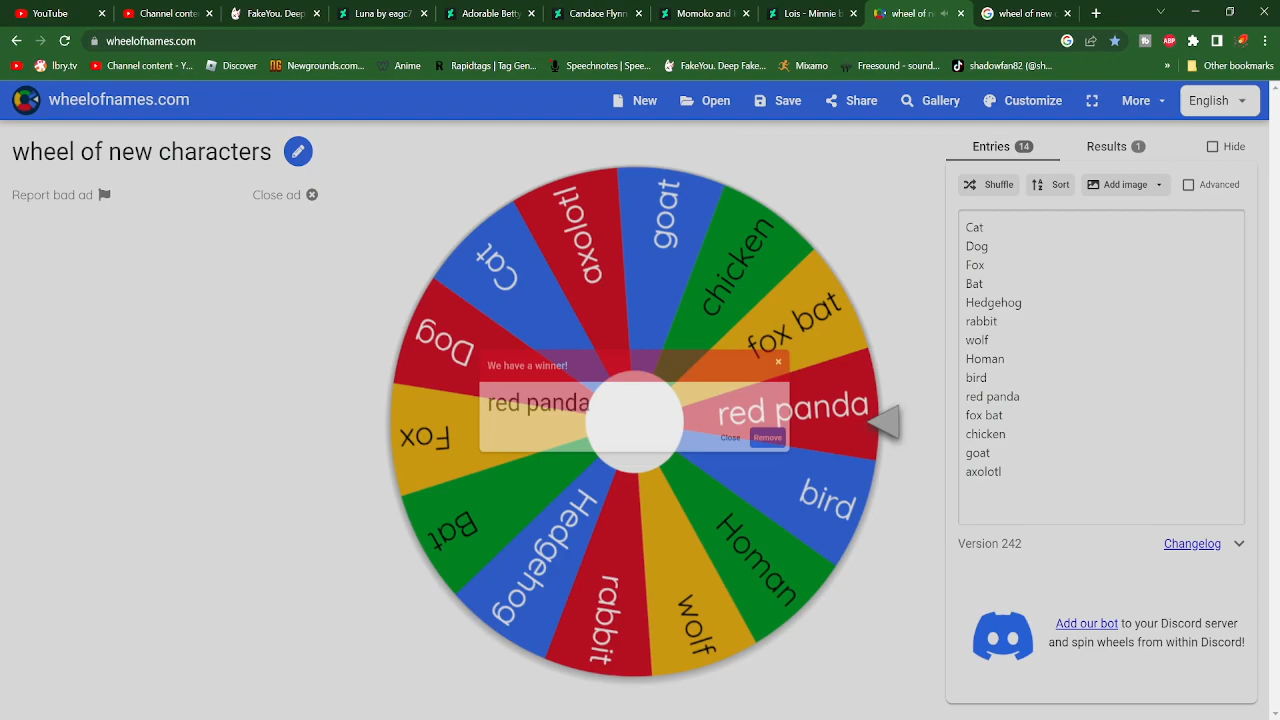 YouTube
Channel content
FakeYou. Deep
Luna by eagc7
Adorable Betty
Candace Flynn
Momoko and
Lois - Minnie b
wheel of n
wheel of new c
wheelofnames.com
lbry.tv
Channel content - Y...
Discover
Newgrounds.com...
Anime
Rapidtags | Tag Gen...
Speechnotes | Spee...
FakeYou. Deep Fake...
Mixamo
Freesound - sound...
shadowlan82 (@sh...
»
Other bookmarks
wheelofnames.com
New
Open
Save
Share
Gallery
Customize
More
English
wheel of new characters
Report bad ad
Close ad
Entries 14
Results 1
Hide
Shuffle
Sort
Add image
Advanced
goat
chicken
fox bat
red panda
bird
Homan
wolf
rabbit
Hedgehog
Bat
Fox
Dog
Cat
axolotl
We have a winner!
×
red panda
Close
Remove
Cat
Dog
Fox
Bat
Hedgehog
rabbit
wolf
Homan
bird
red panda
fox bat
chicken
goat
axolotl
Version 242
Changelog
Add our bot to your Discord server
and spin wheels from within Discord!